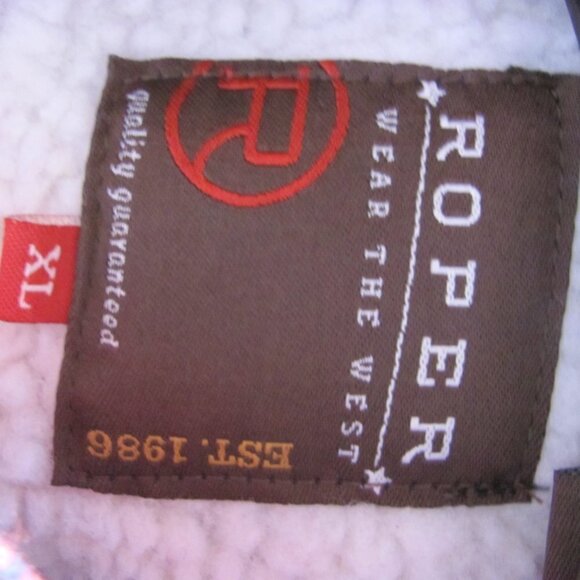 ROPER
WEAR THE WEST
R
EST. 1986
quality guaranteed
XL